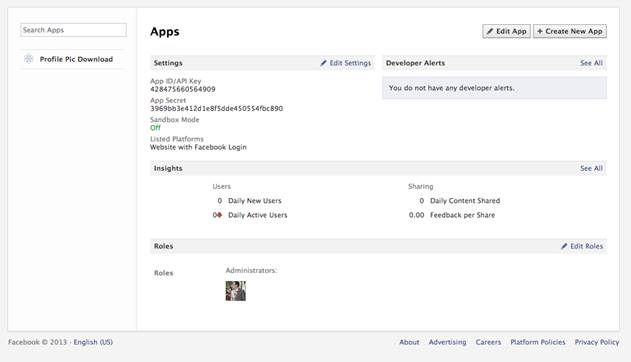 Search Apps
Profile Pic Download
Apps
Edit App
+ Create New App
Settings
Edit Settings
App ID/API Key
428475660564909
App Secret
3969bb3e412d1e8f5dde450554fbc890
Sandbox Mode
Off
Listed Platforms
Website with Facebook Login
Developer Alerts
See All
You do not have any developer alerts.
Insights
See All
Users
0 Daily New Users
0 Daily Active Users
Sharing
0 Daily Content Shared
0.00 Feedback per Share
Roles
Edit Roles
Roles
Administrators:
Facebook © 2013 · English (US)
About Advertising Careers Platform Policies Privacy Policy